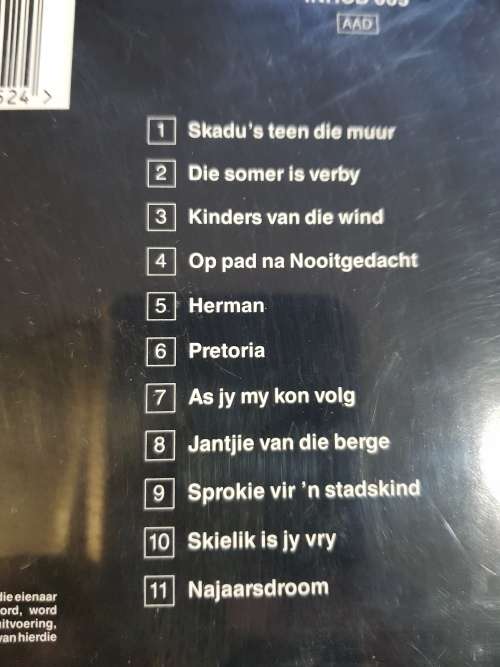 AAD
524 >
1 Skadu's teen die muur
2 Die somer is verby
3 Kinders van die wind
4 Op pad na Nooitgedacht
5 Herman
6 Pretoria
7 As jy my kon volg
8 Jantjie van die berge
9 Sprokie vir 'n stadskind
10 Skielik is jy vry
11 Najaarsdroom
die eienaar
word
uitvoering,
van hierdie